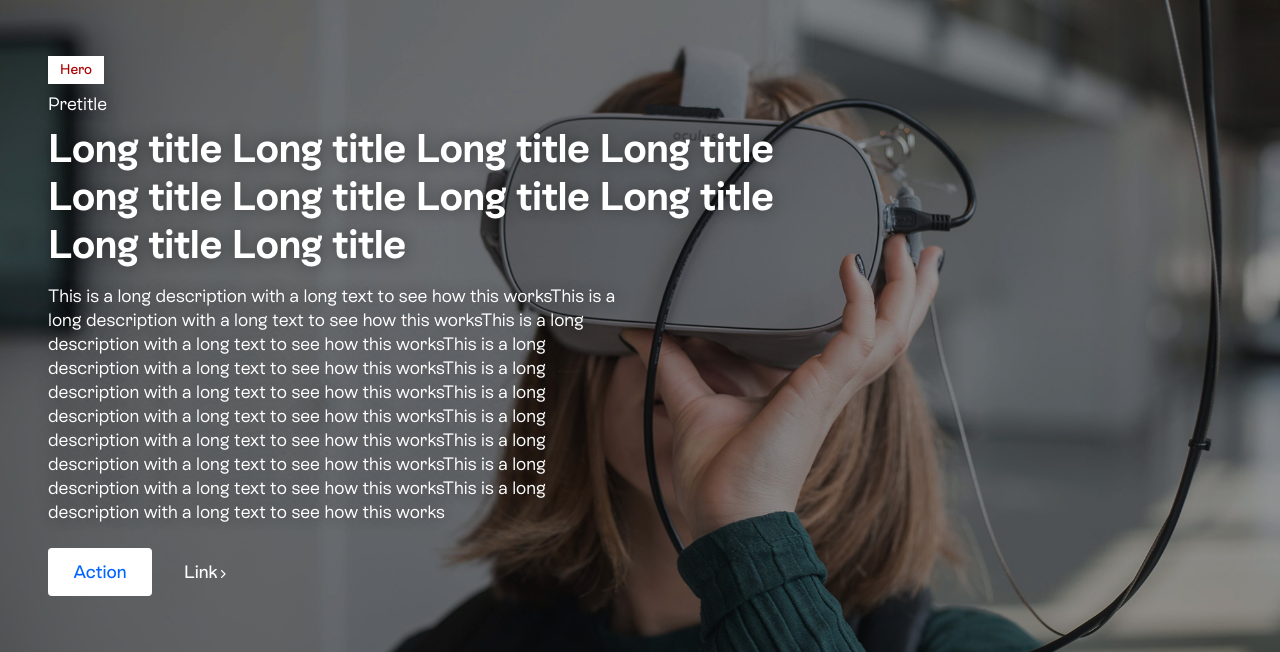 Hero
Pretitle
Long title Long title Long title Long title
Long title Long title Long title Long title
Long title Long title
This is a long description with a long text to see how this worksThis is a
long description with a long text to see how this worksThis is a long
description with a long text to see how this worksThis is a long
description with a long text to see how this worksThis is a long
description with a long text to see how this worksThis is a long
description with a long text to see how this worksThis is a long
description with a long text to see how this worksThis is a long
description with a long text to see how this worksThis is a long
description with a long text to see how this worksThis is a long
description with a long text to see how this works
Action
Link ›